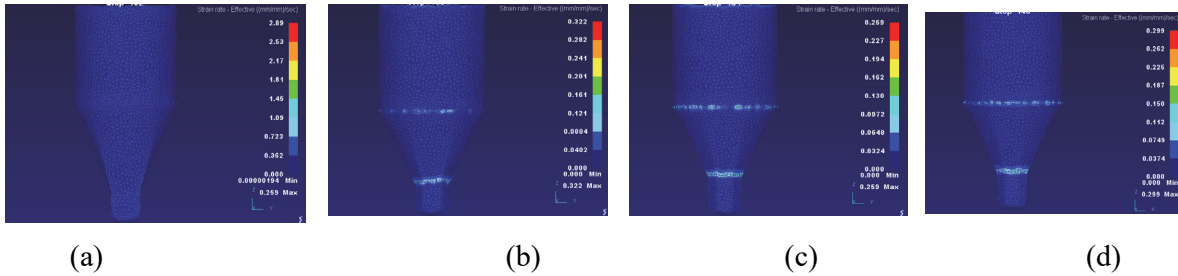 Strain rate - Effective ((mm/mm)/sec)
2.89
2.53
2.17
1.81
1.45
1.09
0.723
0.362
0.000
0.00000194 Min
0.259 Max
Z
Y
Strain rate - Effective ((mm/mm)/sec)
0.322
0.282
0.241
0.201
0.161
0.121
0.0804
0.0402
0.000
0.000 Min
0.322 Max
Z
Y
Strain rate - Effective ((mm/mm)/sec)
0.259
0.227
0.194
0.162
0.130
0.0972
0.0648
0.0324
0.000
0.000 Min
0.259 Max
Z
Y
Strain rate - Effective ((mm/mm)/sec)
0.299
0.262
0.225
0.187
0.150
0.112
0.0749
0.0374
0.000
0.000 Min
0.299 Max
Z
Y
(a) (b) (c) (d)